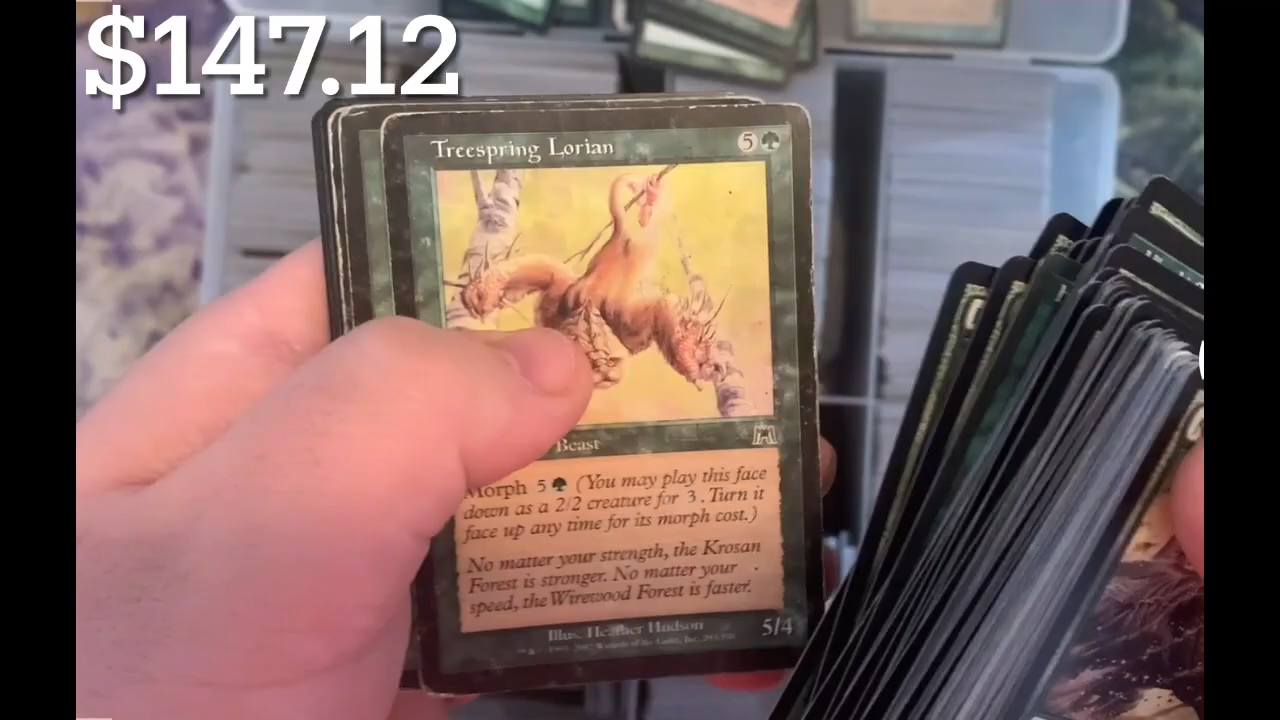 $147.12
Treespring Lorian 5
Beast
Morph 5 (You may play this face
down as a 2/2 creature for 3. Turn it
face up any time for its morph cost.)
No matter your strength, the Krosan
Forest is stronger. No matter your
speed, the Wirewood Forest is faster.
Illus. Heather Hudson
5/4